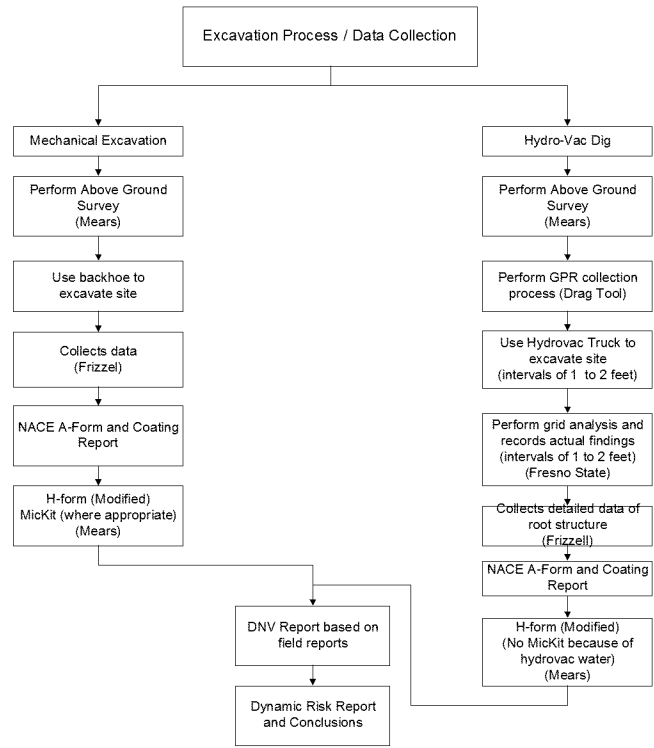 Excavation Process / Data Collection
Mechanical Excavation
Perform Above Ground
Survey
(Mears)
Use backhoe to
excavate site
Collects data
(Frizzel)
NACE A-Form and Coating
Report
H-form (Modified)
MicKit (where appropriate)
(Mears)
Hydro-Vac Dig
Perform Above Ground
Survey
(Mears)
Perform GPR collection
process (Drag Tool)
Use Hydrovac Truck to
excavate site
(intervals of 1 to 2 feet)
Perform grid analysis and
records actual findings
(intervals of 1 to 2 feet)
(Fresno State)
Collects detailed data of
root structure
(Frizzell)
NACE A-Form and Coating
Report
H-form (Modified)
(No MicKit because of
hydrovac water)
(Mears)
DNV Report based on
field reports
Dynamic Risk Report
and Conclusions